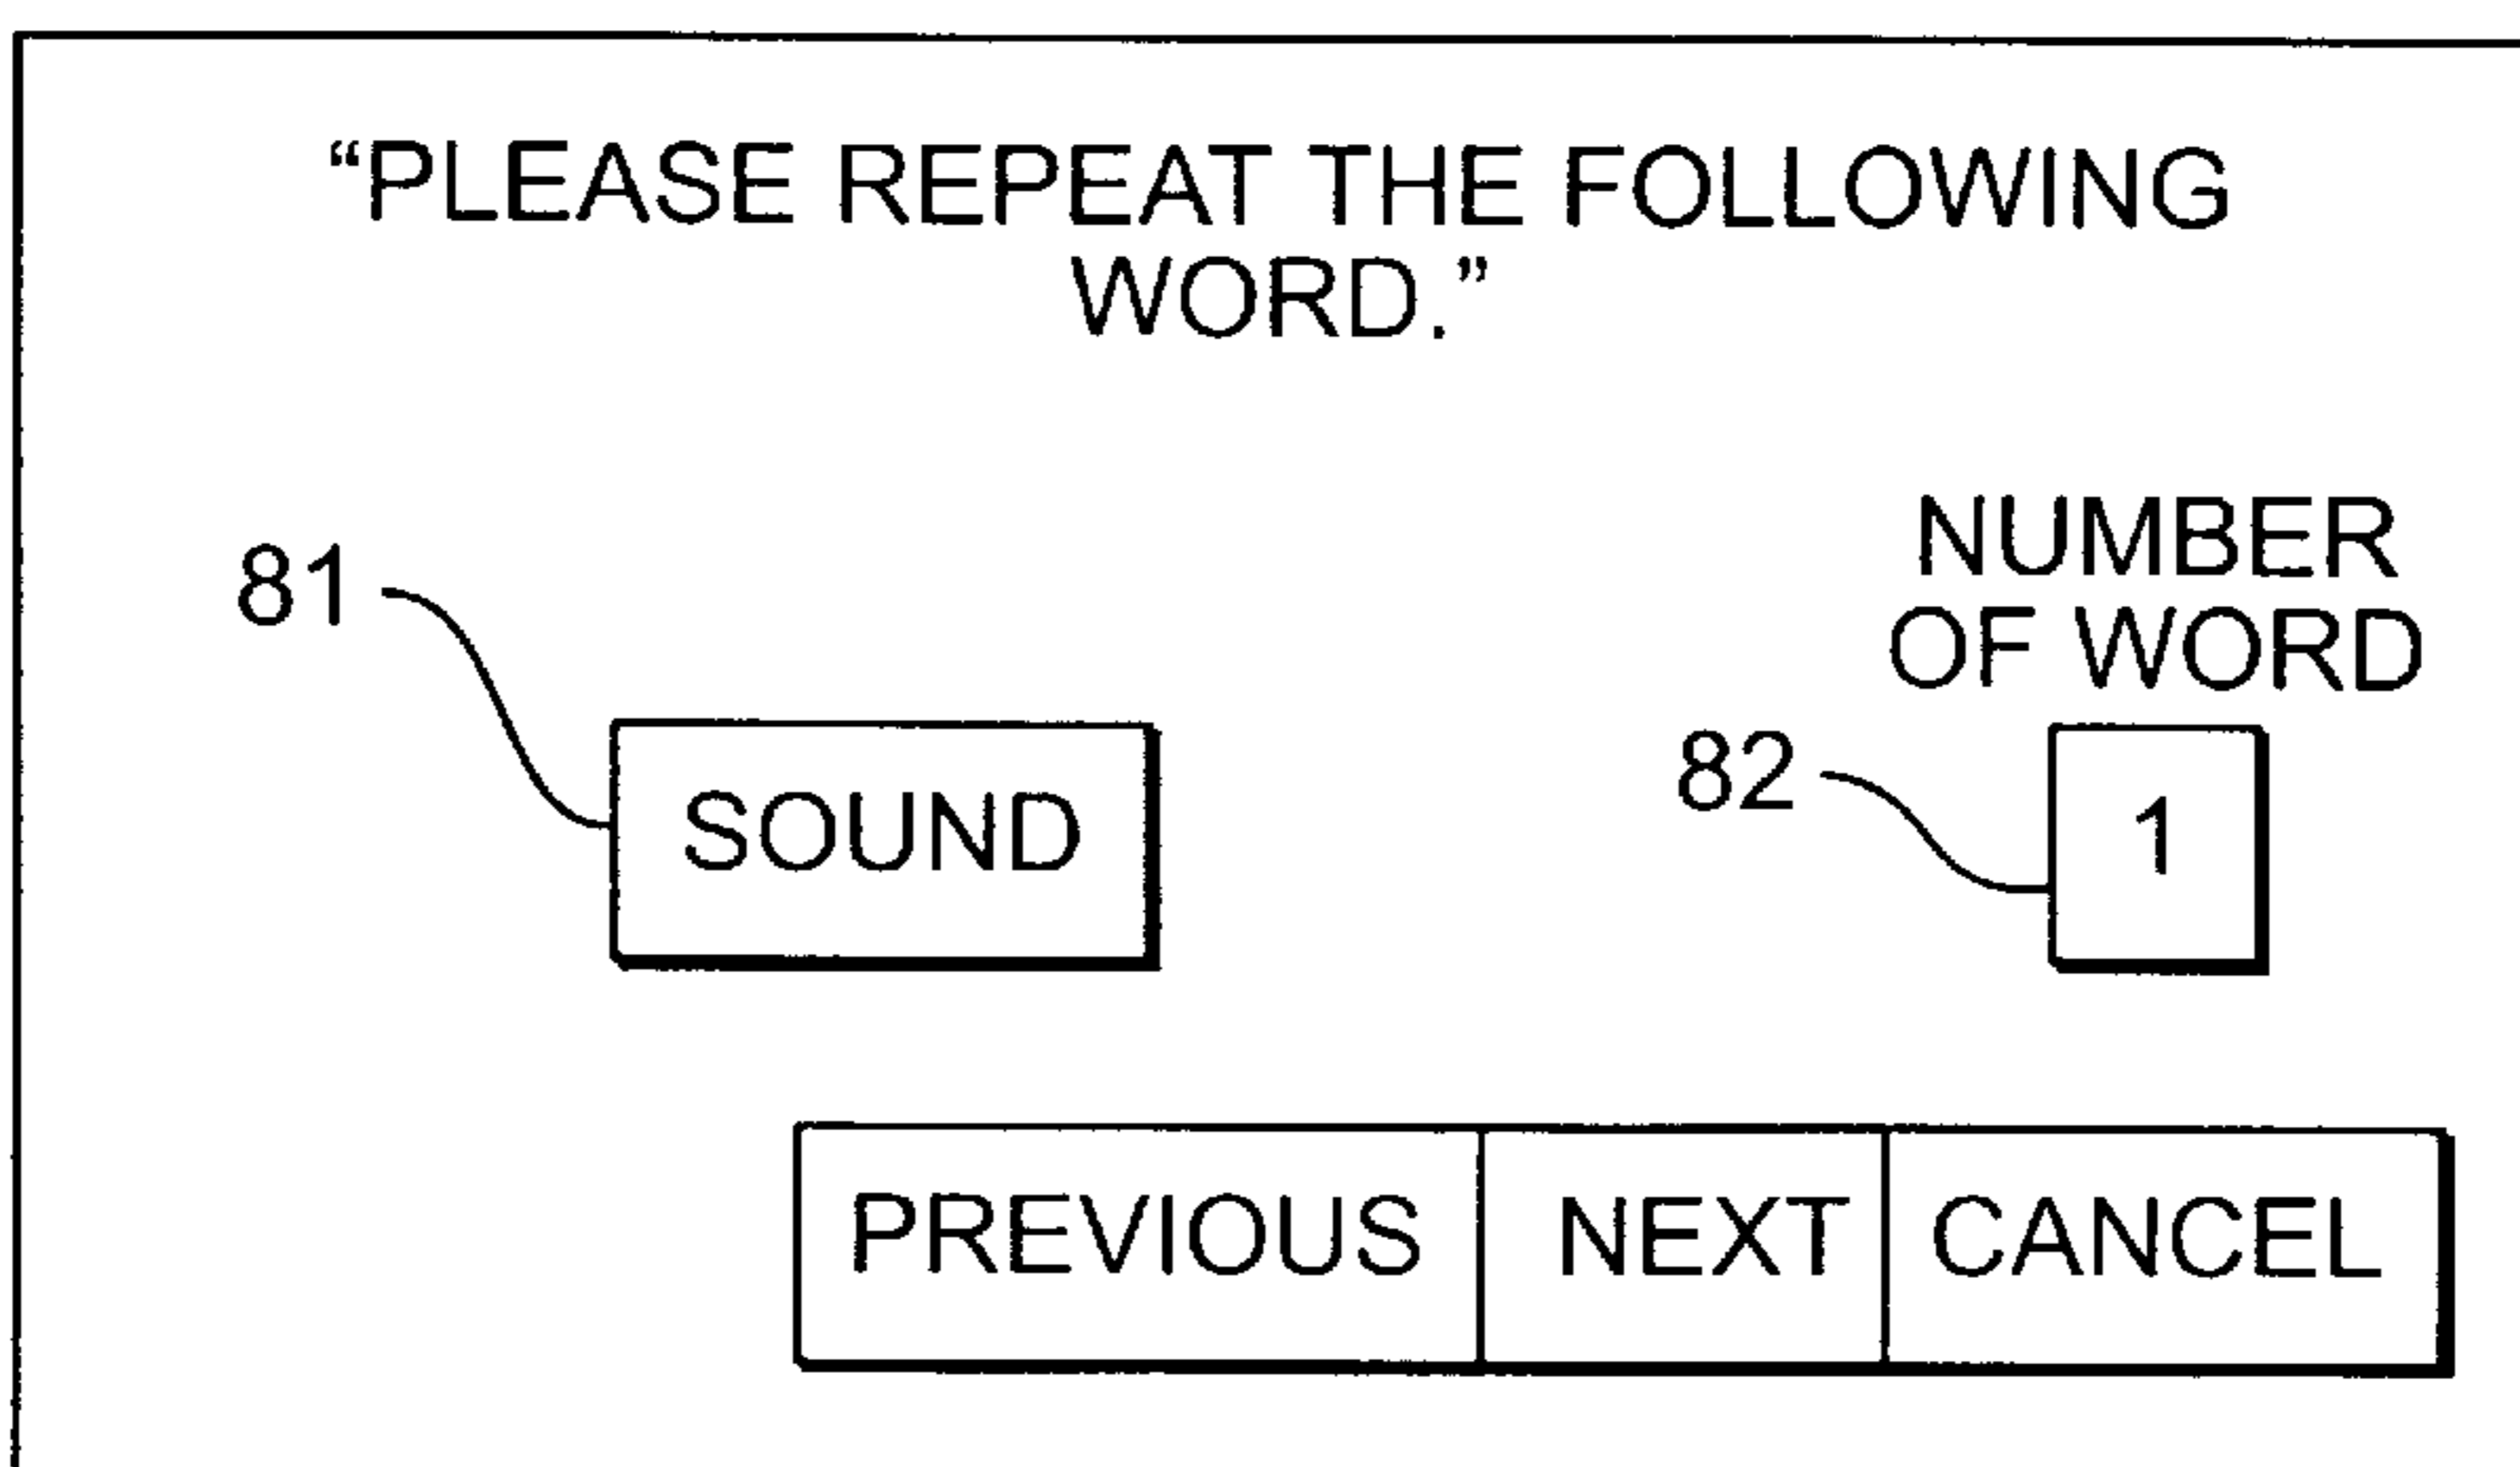 “PLEASE REPEAT THE FOLLOWING
WORD.”
NUMBER
OF WORD
81
82
SOUND
1
PREVIOUS NEXT CANCEL